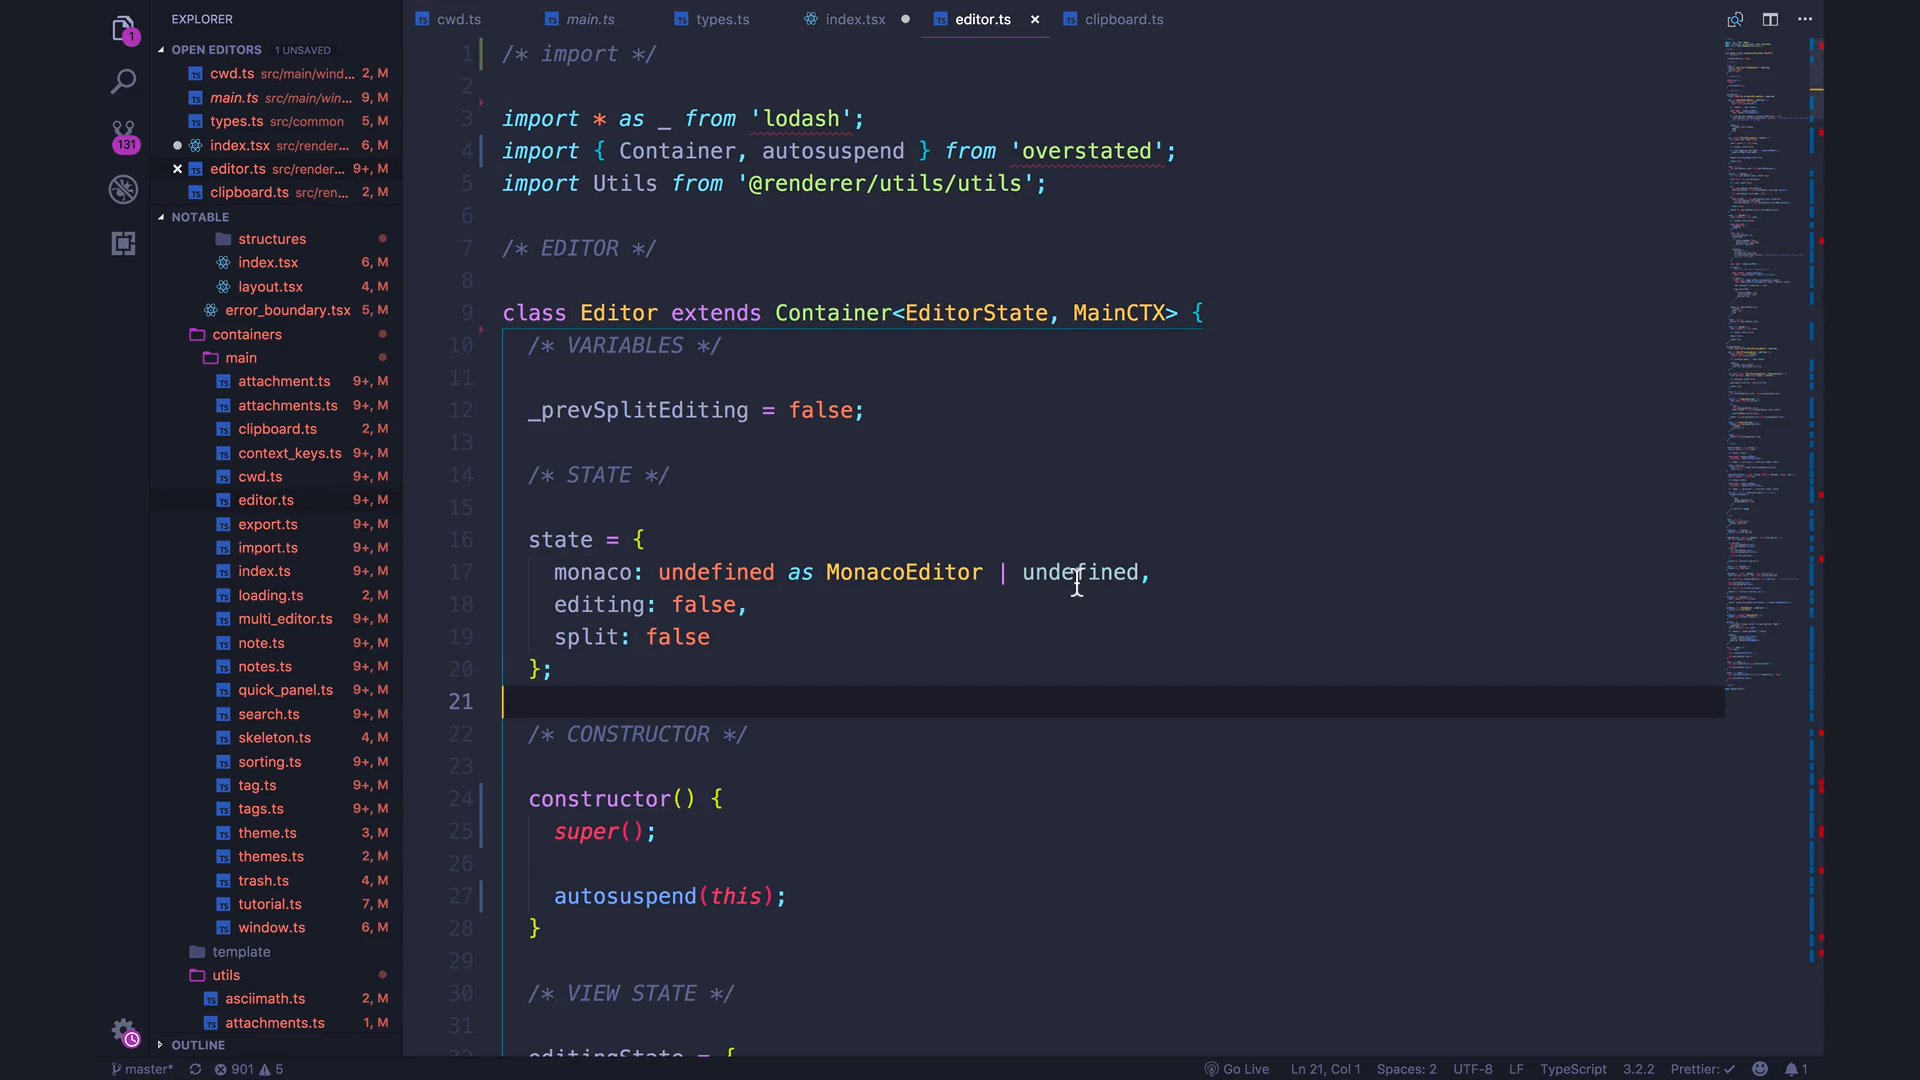 EXPLORER
OPEN EDITORS 1 UNSAVED
cwd.ts src/main/wind... 2, M
main.ts src/main/win... 9, M
types.ts src/common 5, M
index.tsx src/render... 6, M
editor.ts src/render... 9+, M
clipboard.ts src/ren... 2, M
NOTABLE
structures
index.tsx 6, M
layout.tsx 4, M
error_boundary.tsx 5, M
containers
main
attachment.ts 9+, M
attachments.ts 9+, M
clipboard.ts 2, M
context_keys.ts 9+, M
cwd.ts 9+, M
editor.ts 9+, M
export.ts 9+, M
import.ts 9+, M
index.ts 9+, M
loading.ts 9+, M
multi_editor.ts 9+, M
note.ts 9+, M
notes.ts 9+, M
quick_panel.ts 9+, M
search.ts 9+, M
skeleton.ts 4, M
sorting.ts 9+, M
tag.ts 9+, M
tags.ts 9+, M
theme.ts 3, M
themes.ts 2, M
trash.ts 4, M
tutorial.ts 7, M
window.ts 6, M
template
utils
asciimath.ts 2, M
attachments.ts 1, M
OUTLINE
1
131
cwd.ts main.ts types.ts index.tsx editor.ts clipboard.ts
1 /* import */
2
3 import * as _ from 'lodash';
4 import { Container, autosuspend } from 'overstated';
5 import Utils from '@renderer/utils/utils';
6
7 /* EDITOR */
8
9 class Editor extends Container<EditorState, MainCTX> {
10 /* VARIABLES */
11
12 _prevSplitEditing = false;
13
14 /* STATE */
15
16 state = {
17 monaco: undefined as MonacoEditor | undefined,
18 editing: false,
19 split: false
20 };
21
22 /* CONSTRUCTOR */
23
24 constructor() {
25 super();
26
27 autosuspend(this);
28 }
29
30 /* VIEW STATE */
31
32 editingState = {
master* 901 5 Go Live Ln 21, Col 1 Spaces: 2 UTF-8 LF TypeScript 3.2.2 Prettier: ✓ 1